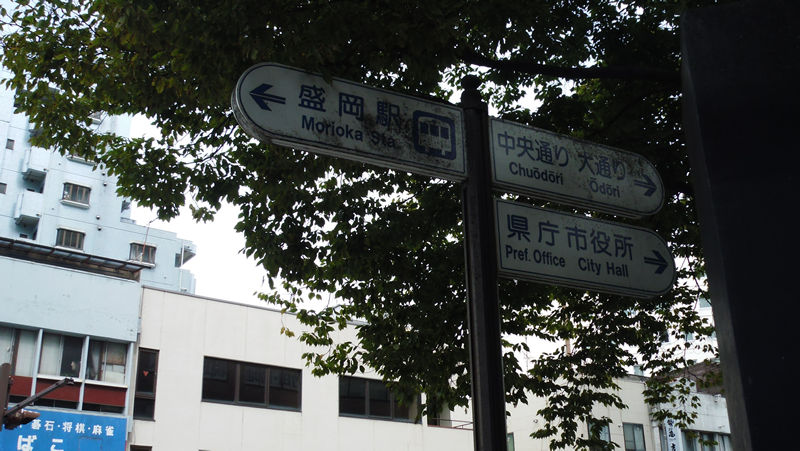 盛岡駅
Morioka Sta.
中央通り 大通り
Chūōdōri Ōdōri
県庁市役所
Pref. Office City Hall
碁石・将棋・麻雀